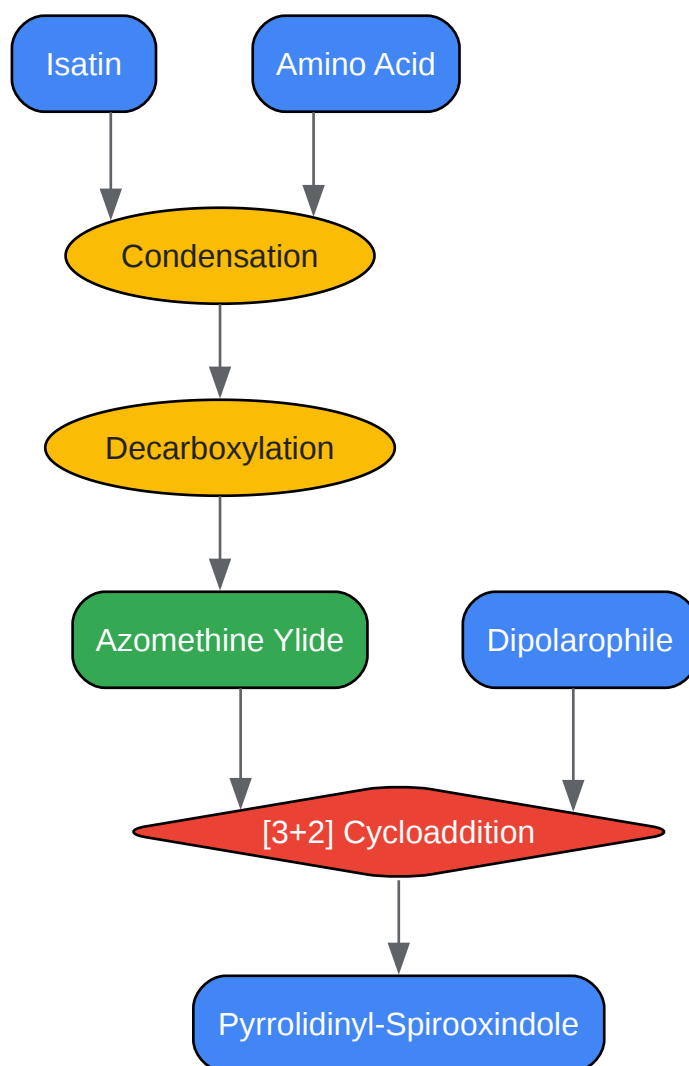 Isatin
Amino Acid
Condensation
Decarboxylation
Azomethine Ylide
Dipolarophile
[3+2] Cycloaddition
Pyrrolidinyl-Spirooxindole